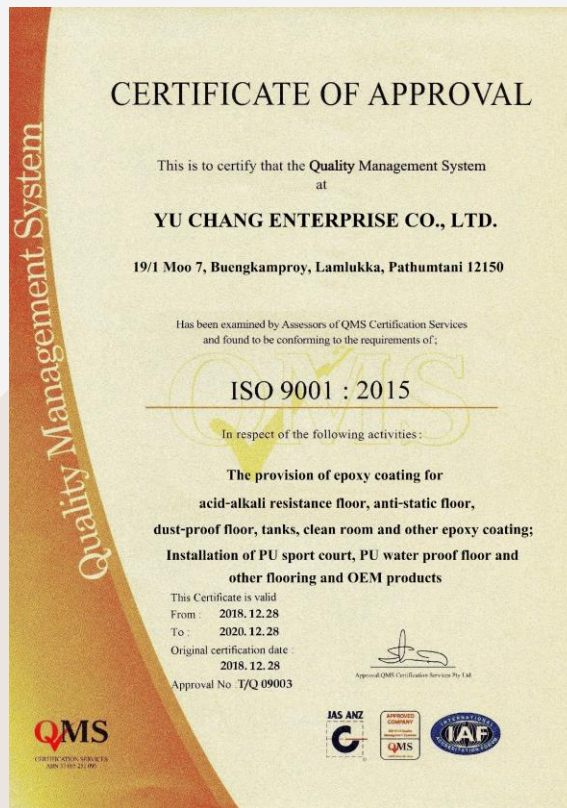 Quality Management System
CERTIFICATE OF APPROVAL
This is to certify that the Quality Management System
at
YU CHANG ENTERPRISE CO., LTD.
19/1 Moo 7, Buengkamproy, Lamlukka, Pathumtani 12150
Has been examined by Assessors of QMS Certification Services
and found to be conforming to the requirements of;
QMS
ISO 9001 : 2015
In respect of the following activities :
The provision of epoxy coating for
acid-alkali resistance floor, anti-static floor,
dust-proof floor, tanks, clean room and other epoxy coating;
Installation of PU sport court, PU water proof floor and
other flooring and OEM products
This Certificate is valid
From : 2018. 12. 28
To : 2020. 12. 28
Original certification date :
2018. 12. 28
Approval No :T/Q 09003
Approval QMS Certification Services Pty Ltd
QMS
CERTIFICATION SERVICES
JAS ANZ
APPROVED
COMPANY
QMS
INTERNATIONAL
IAF
ACCREDITATION FORUM